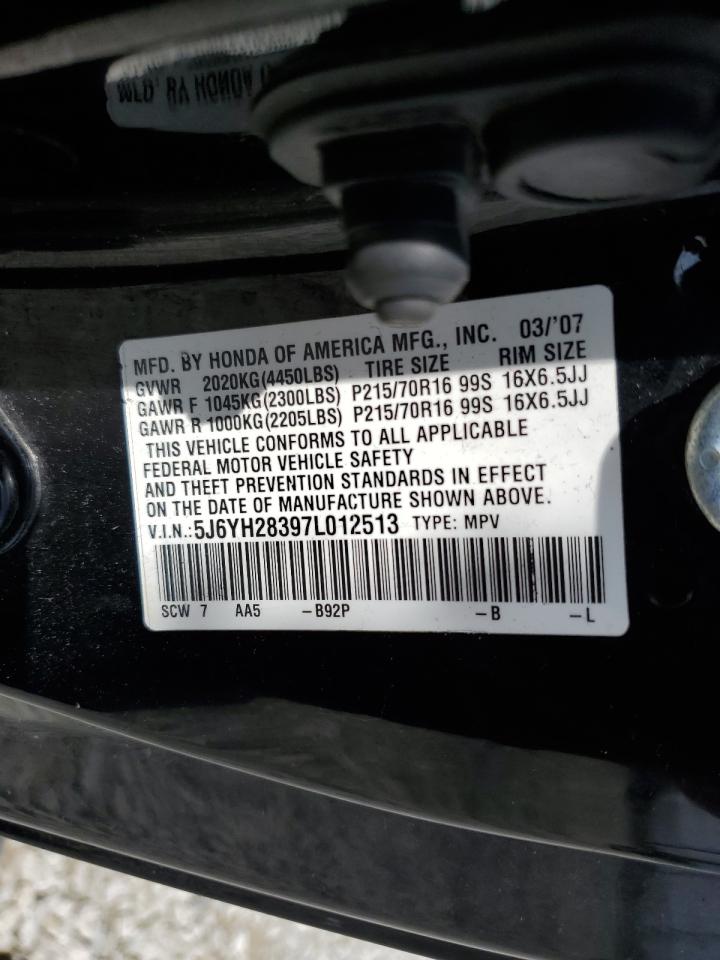 MFD. BY HONDA OF AMERICA MFG., INC. 03/'07
GVWR 2020KG(4450LBS) TIRE SIZE RIM SIZE
GAWR F 1045KG(2300LBS) P215/70R16 99S 16X6.5JJ
GAWR R 1000KG(2205LBS) P215/70R16 99S 16X6.5JJ
THIS VEHICLE CONFORMS TO ALL APPLICABLE
FEDERAL MOTOR VEHICLE SAFETY
AND THEFT PREVENTION STANDARDS IN EFFECT
ON THE DATE OF MANUFACTURE SHOWN ABOVE.
V.I.N.:5J6YH28397L012513 TYPE: MPV
SCW 7 AA5 -B92P -B -L